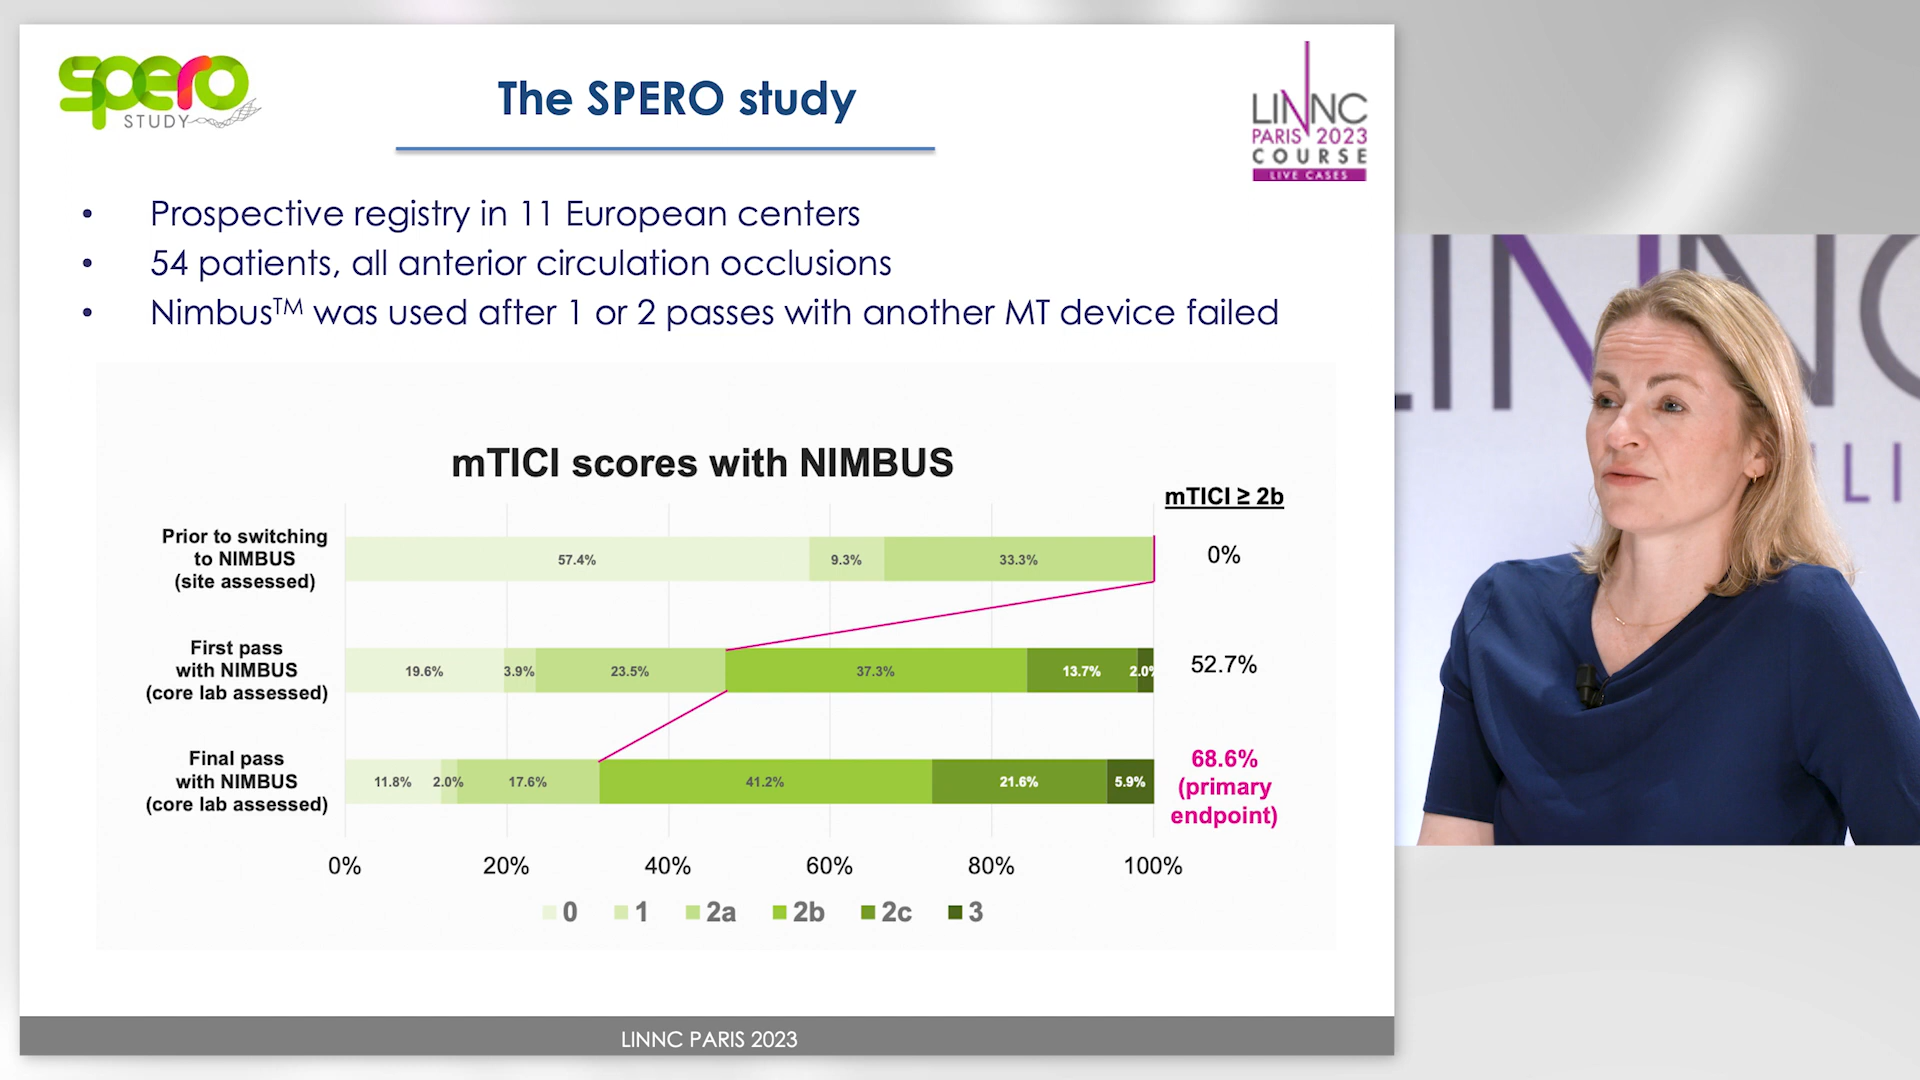 spero
STUDY
The SPERO study
LINNC
PARIS 2023
COURSE
LIVE CASES
• Prospective registry in 11 European centers
• 54 patients, all anterior circulation occlusions
• Nimbus™ was used after 1 or 2 passes with another MT device failed
mTICI scores with NIMBUS
mTICI ≥ 2b
Prior to switching
to NIMBUS
(site assessed)
57.4% 9.3% 33.3%
0%
First pass
with NIMBUS
(core lab assessed)
19.6% 3.9% 23.5% 37.3% 13.7% 2.0%
52.7%
Final pass
with NIMBUS
(core lab assessed)
11.8% 2.0% 17.6% 41.2% 21.6% 5.9%
68.6%
(primary
endpoint)
0% 20% 40% 60% 80% 100%
0 1 2a 2b 2c 3
LINNC PARIS 2023
LINNC
LI